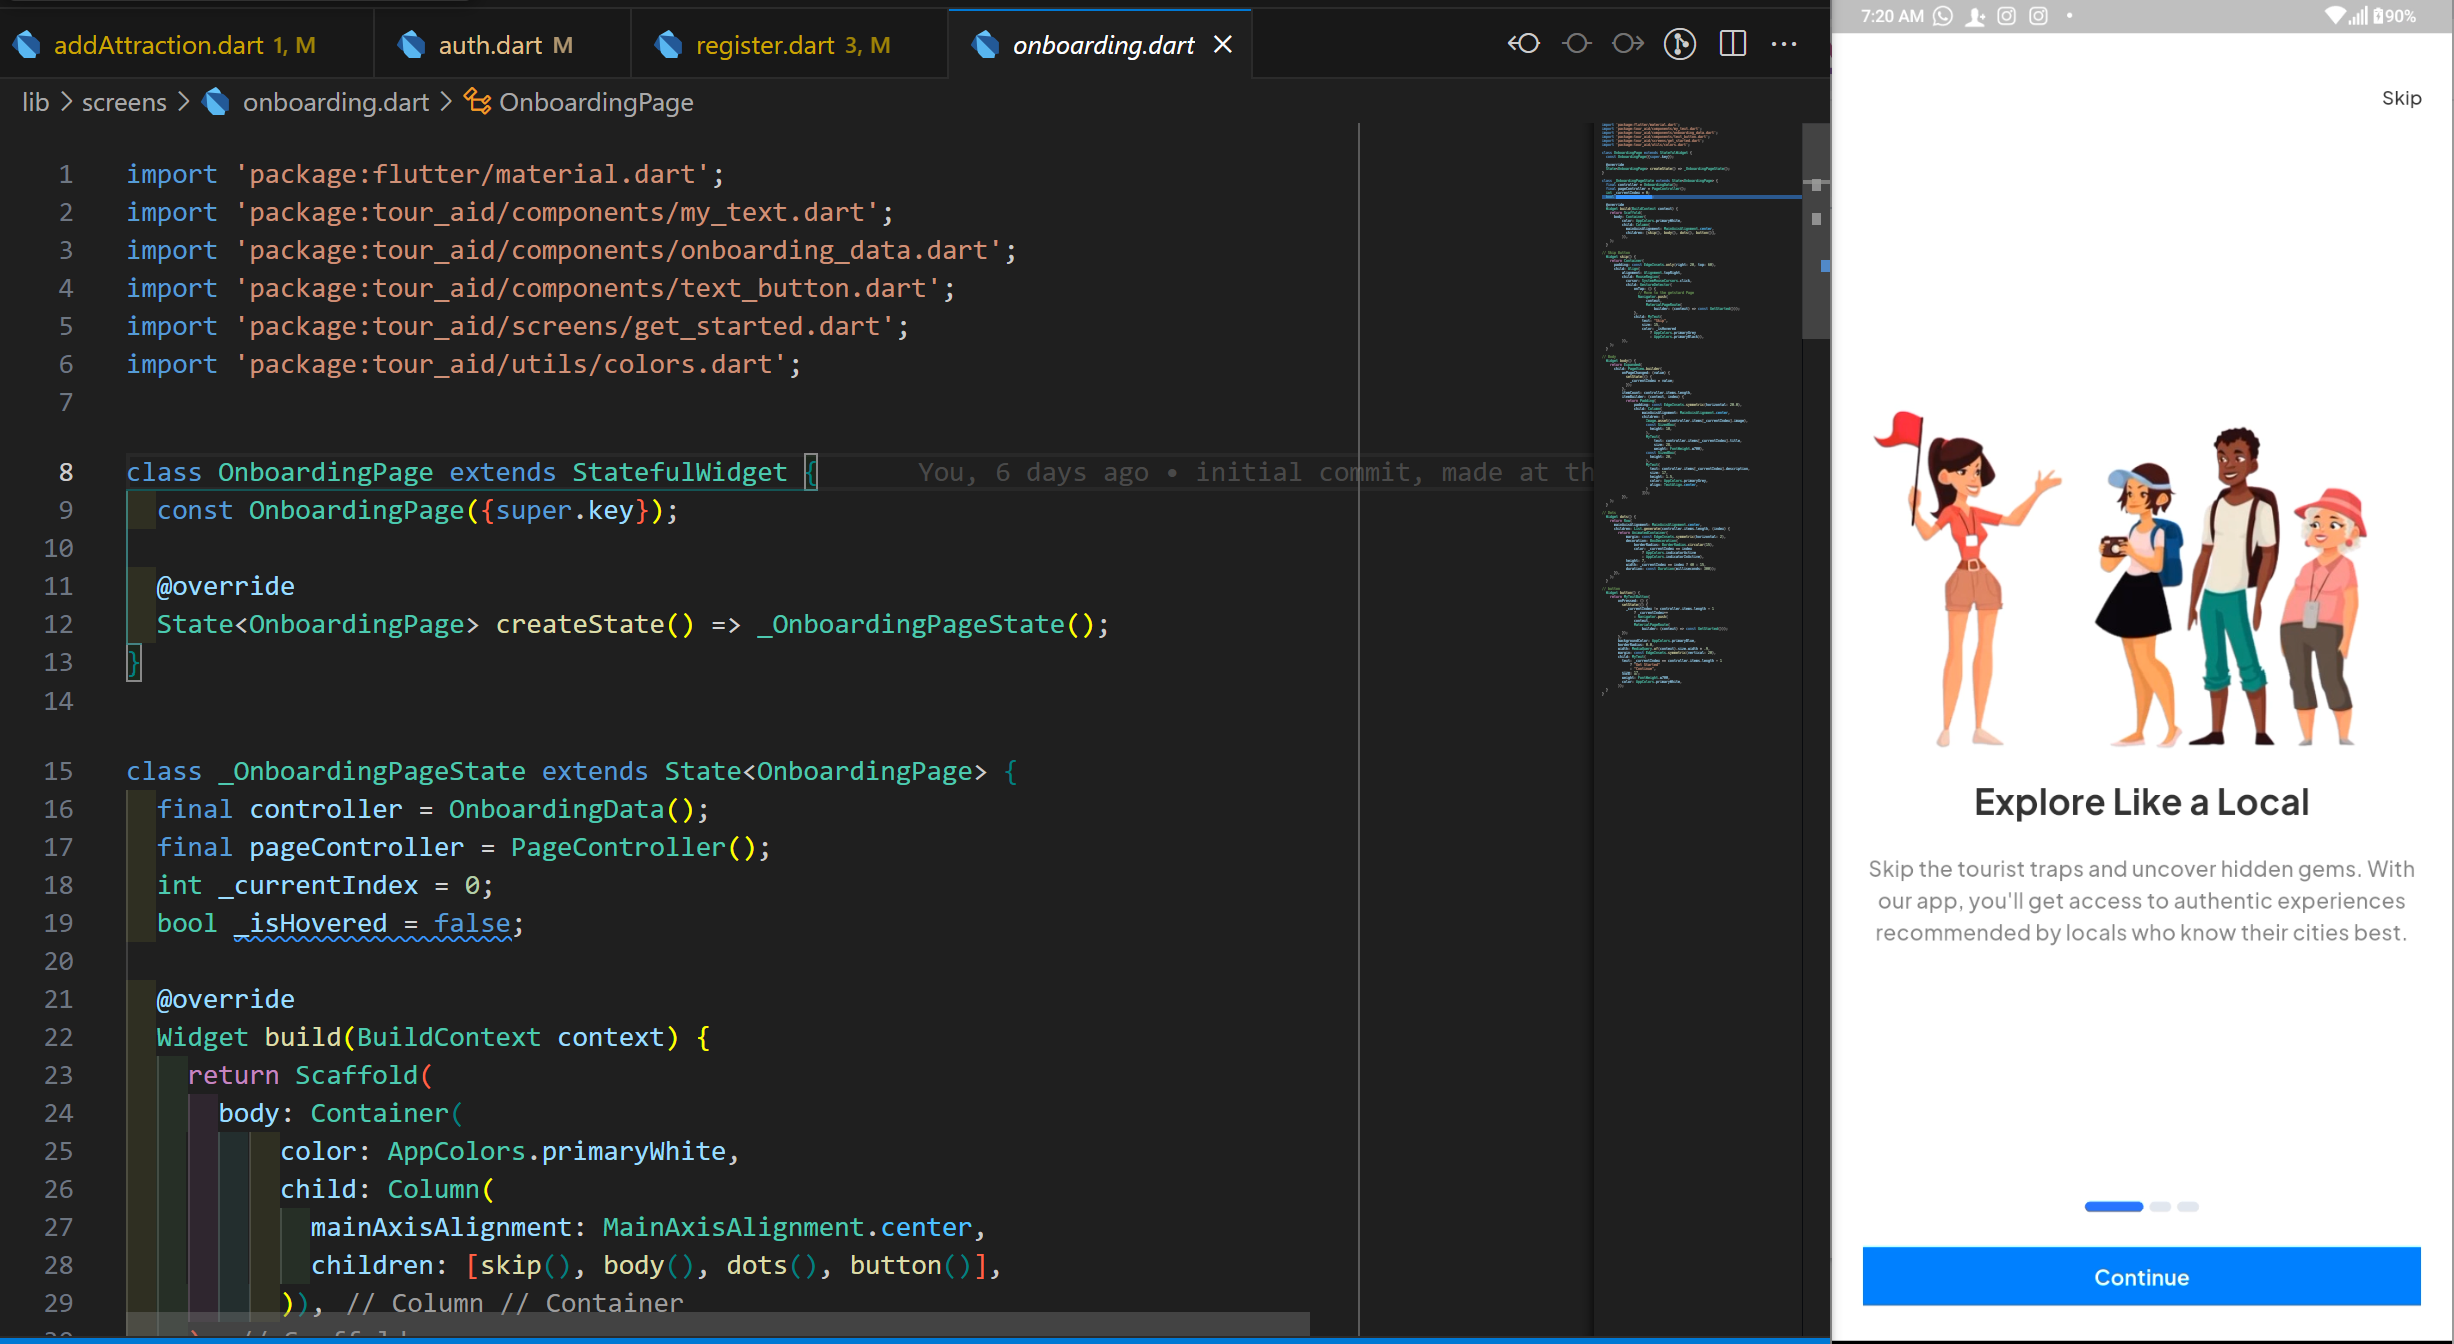 addAttraction.dart 1, M
auth.dart M
register.dart 3, M
onboarding.dart
lib > screens > onboarding.dart > OnboardingPage
1 import 'package:flutter/material.dart';
2 import 'package:tour_aid/components/my_text.dart';
3 import 'package:tour_aid/components/onboarding_data.dart';
4 import 'package:tour_aid/components/text_button.dart';
5 import 'package:tour_aid/screens/get_started.dart';
6 import 'package:tour_aid/utils/colors.dart';
7
8 class OnboardingPage extends StatefulWidget { You, 6 days ago • initial commit, made at th
9 const OnboardingPage({super.key});
10
11 @override
12 State<OnboardingPage> createState() => _OnboardingPageState();
13 }
14
15 class _OnboardingPageState extends State<OnboardingPage> {
16 final controller = OnboardingData();
17 final pageController = PageController();
18 int _currentIndex = 0;
19 bool _isHovered = false;
20
21 @override
22 Widget build(BuildContext context) {
23 return Scaffold(
24 body: Container(
25 color: AppColors.primaryWhite,
26 child: Column(
27 mainAxisAlignment: MainAxisAlignment.center,
28 children: [skip(), body(), dots(), button()],
29 )), // Column // Container
7:20 AM
90%
Skip
Explore Like a Local
Skip the tourist traps and uncover hidden gems. With
our app, you'll get access to authentic experiences
recommended by locals who know their cities best.
Continue